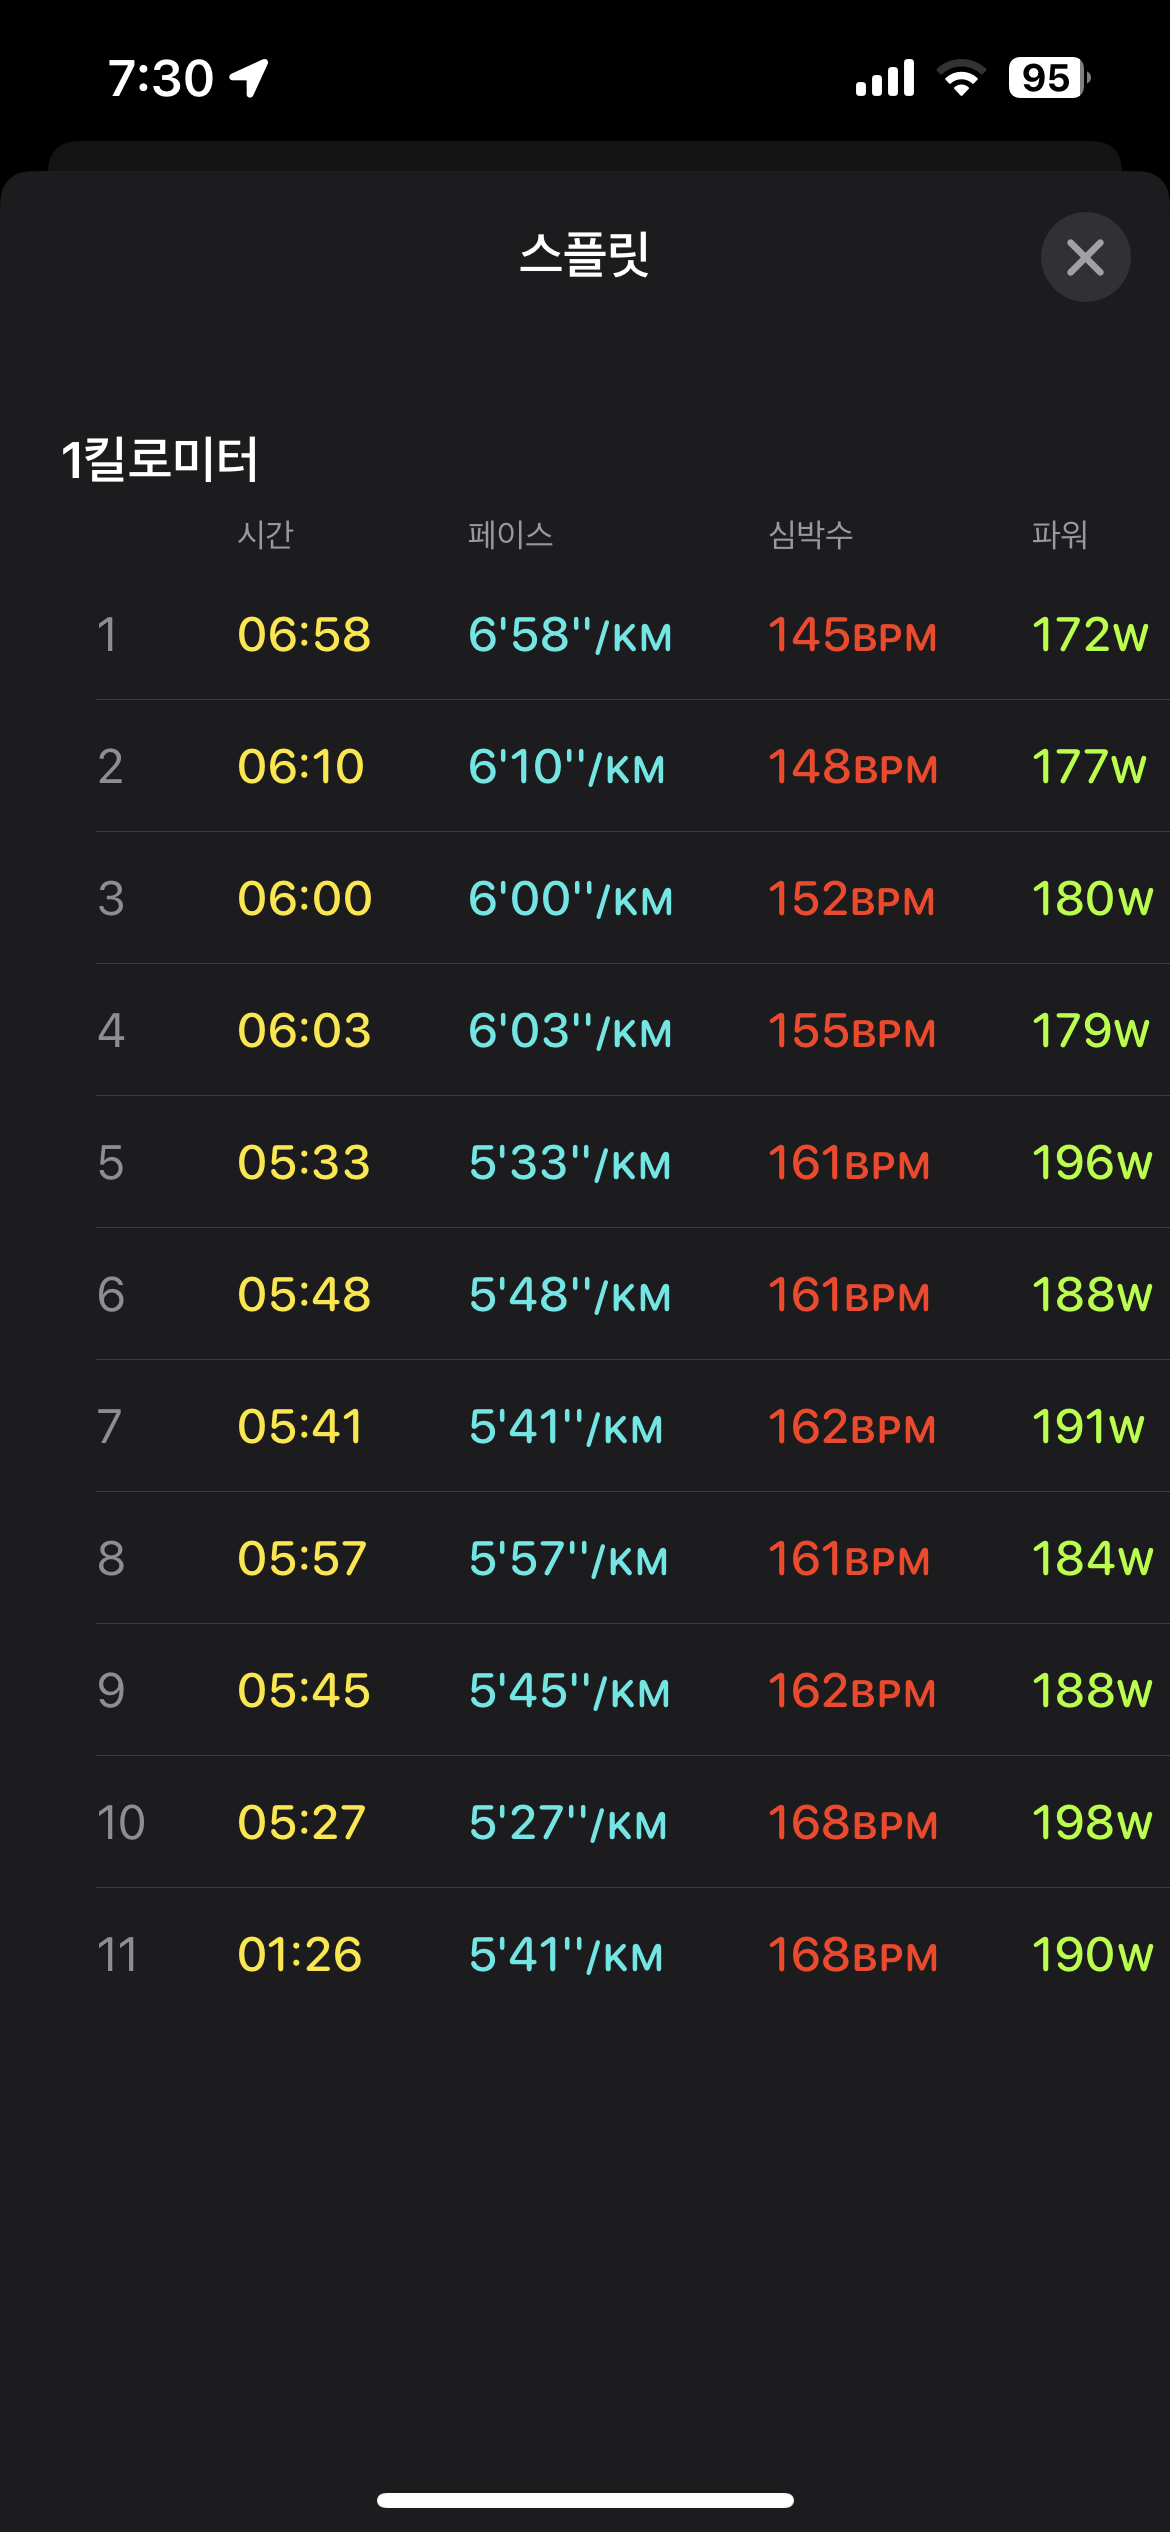 7:30 95
스플릿
1킬로미터
시간 페이스 심박수 파워
1 06:58 6'58''/KM 145BPM 172W
2 06:10 6'10''/KM 148BPM 177W
3 06:00 6'00''/KM 152BPM 180W
4 06:03 6'03''/KM 155BPM 179W
5 05:33 5'33''/KM 161BPM 196W
6 05:48 5'48''/KM 161BPM 188W
7 05:41 5'41''/KM 162BPM 191W
8 05:57 5'57''/KM 161BPM 184W
9 05:45 5'45''/KM 162BPM 188W
10 05:27 5'27''/KM 168BPM 198W
11 01:26 5'41''/KM 168BPM 190W